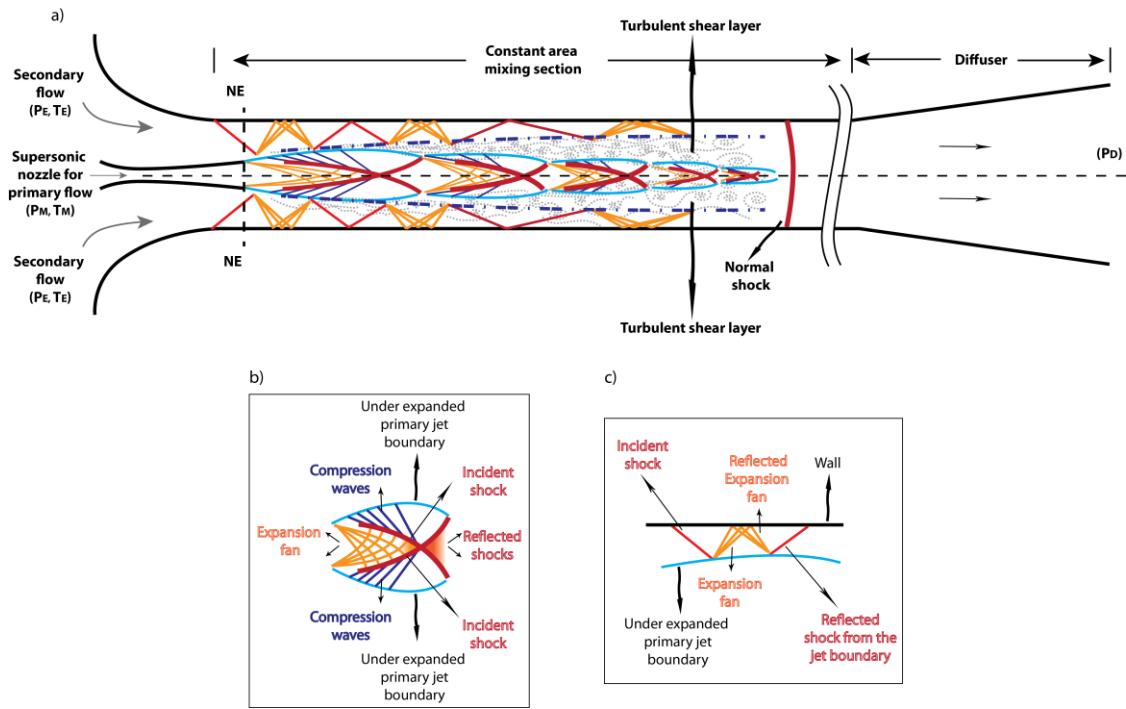 a)
Turbulent shear layer
Constant area
mixing section
Diffuser
Secondary
flow
(PE, TE)
NE
Supersonic
nozzle for
primary flow
(PM, TM)
(PD)
Secondary
flow
(PE, TE)
NE
Normal
shock
Turbulent shear layer
b)
Under expanded
primary jet
boundary
Compression
waves
Incident
shock
Expansion
fan
Reflected
shocks
Compression
waves
Incident
shock
Under expanded
primary jet
boundary
c)
Incident
shock
Reflected
Expansion
fan
Wall
Expansion
fan
Under expanded
primary jet
boundary
Reflected
shock from the
jet boundary